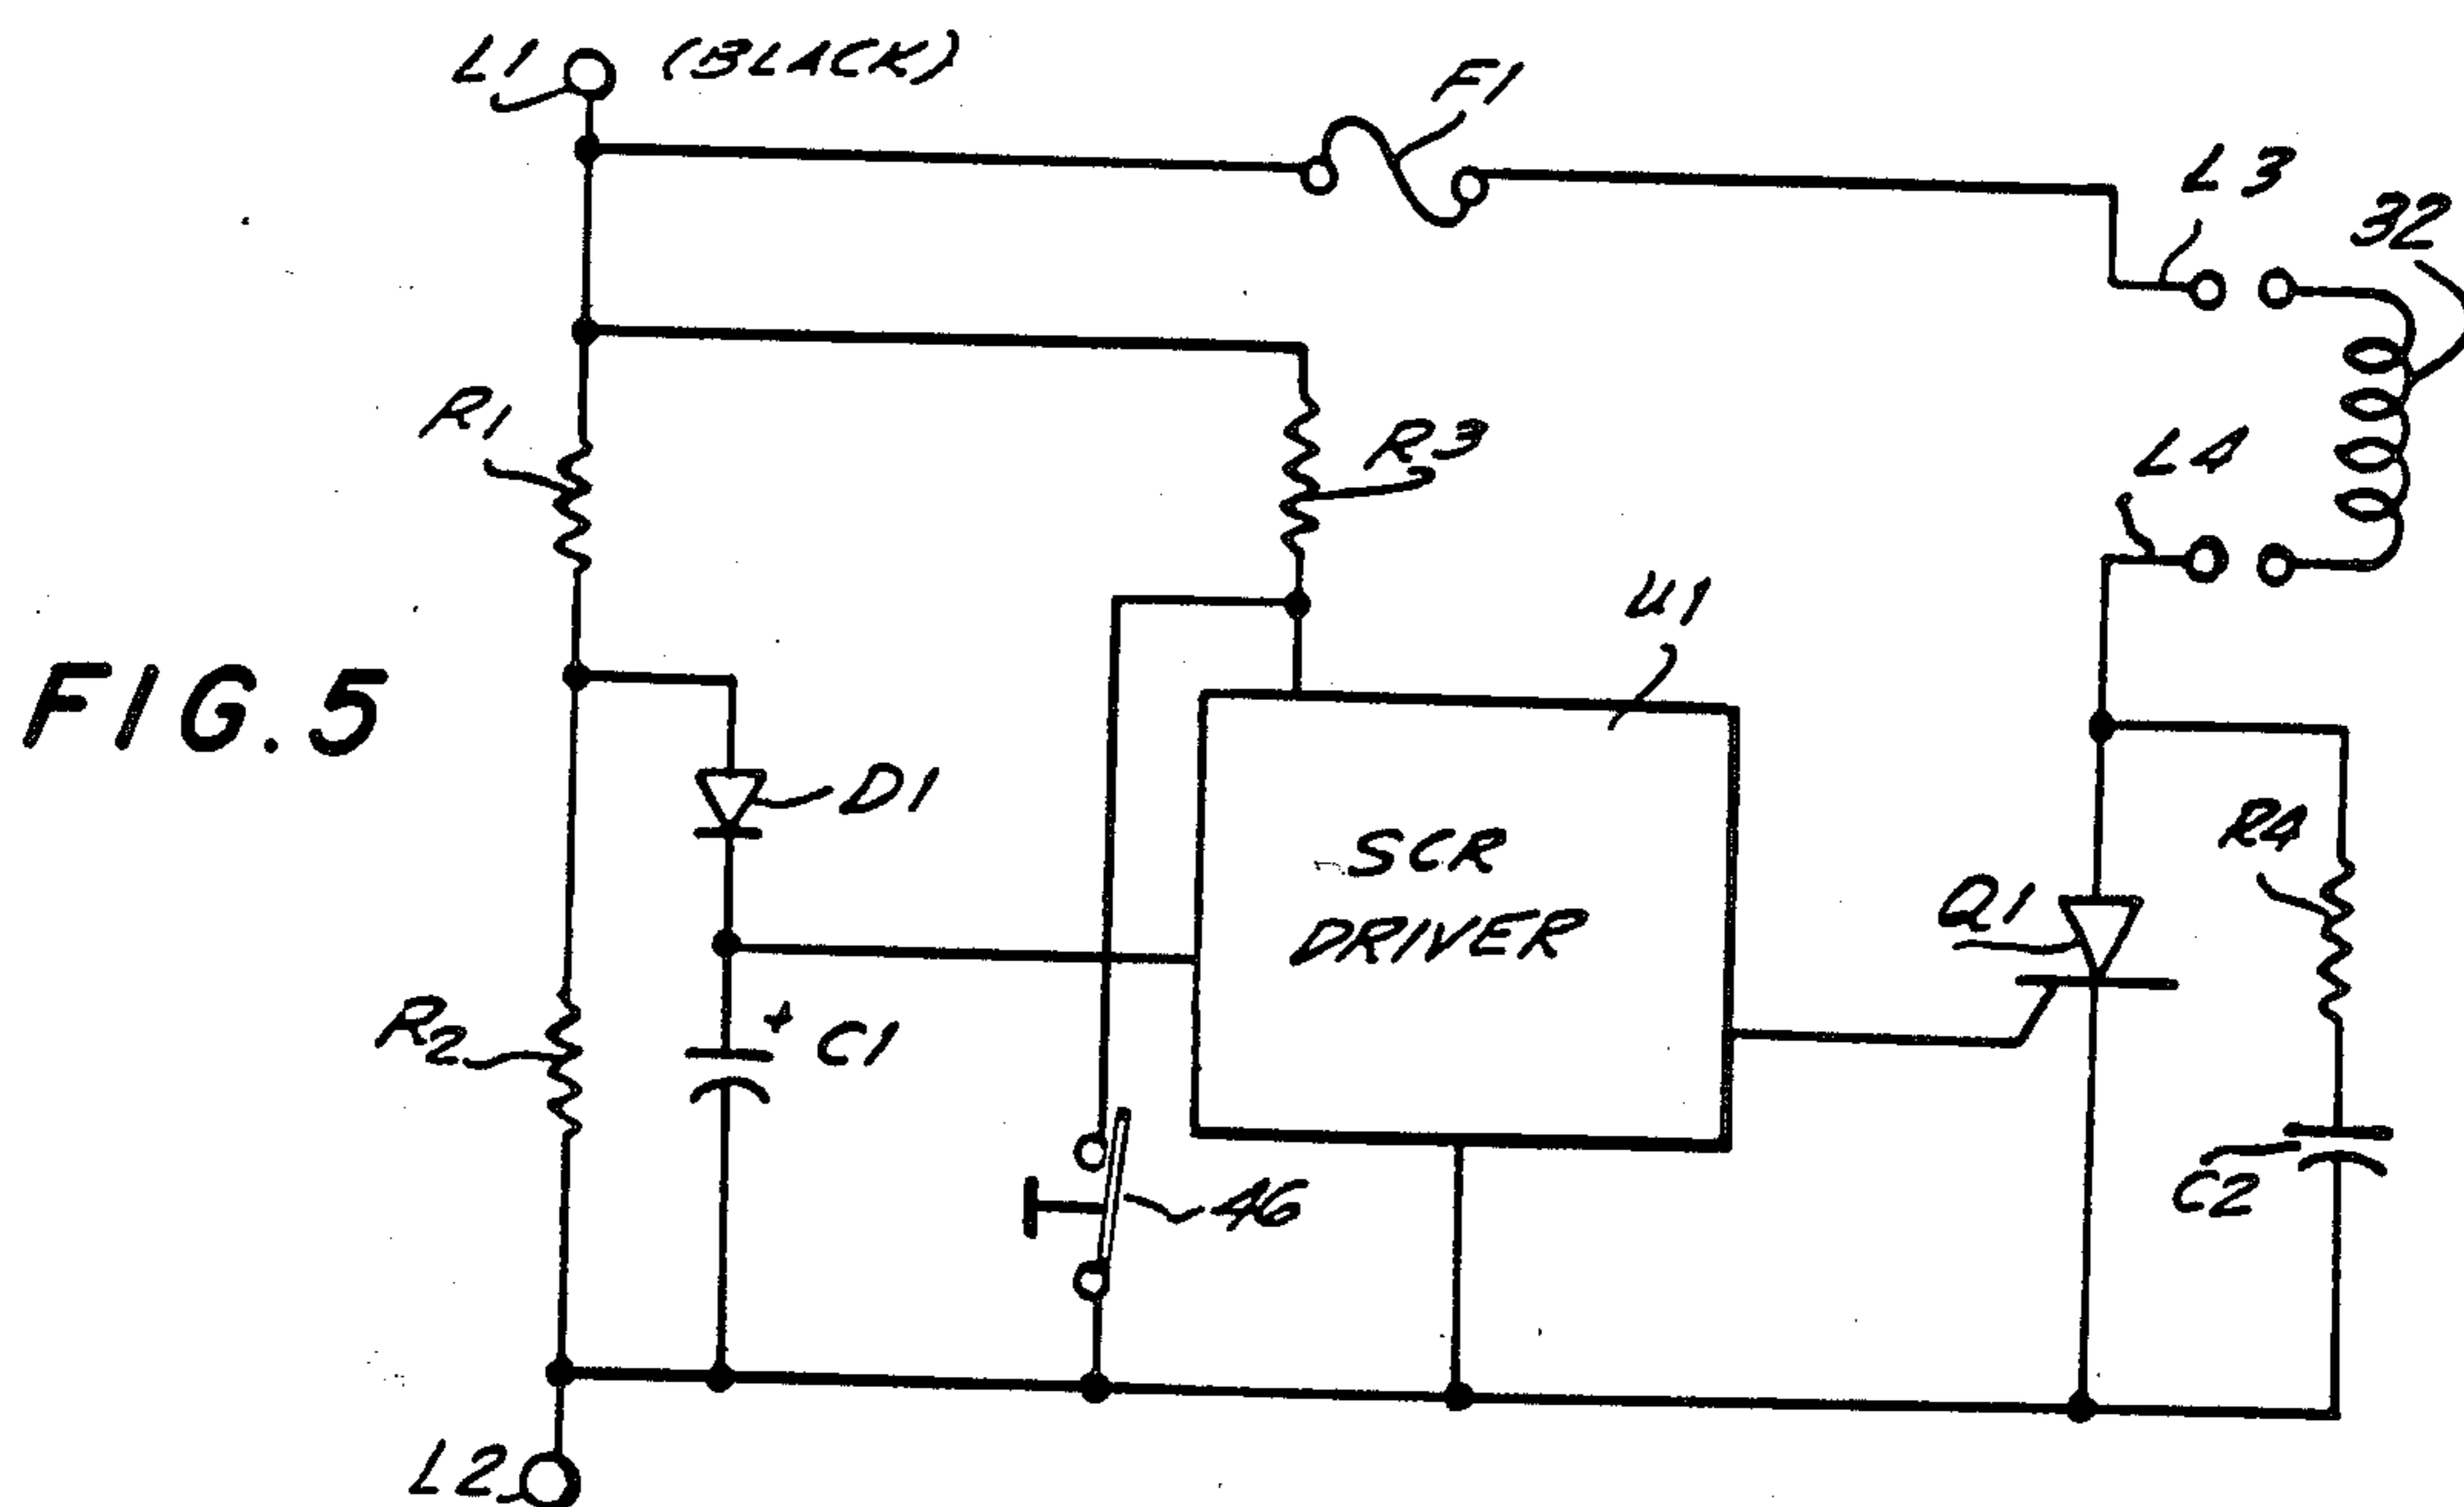 L1 (BLACK)
F1
L3
32
R1
R3
L4
U1
FIG. 5
D1
SCR
DRIVER
R4
Q1
R2
+ C1
46
C2
L2